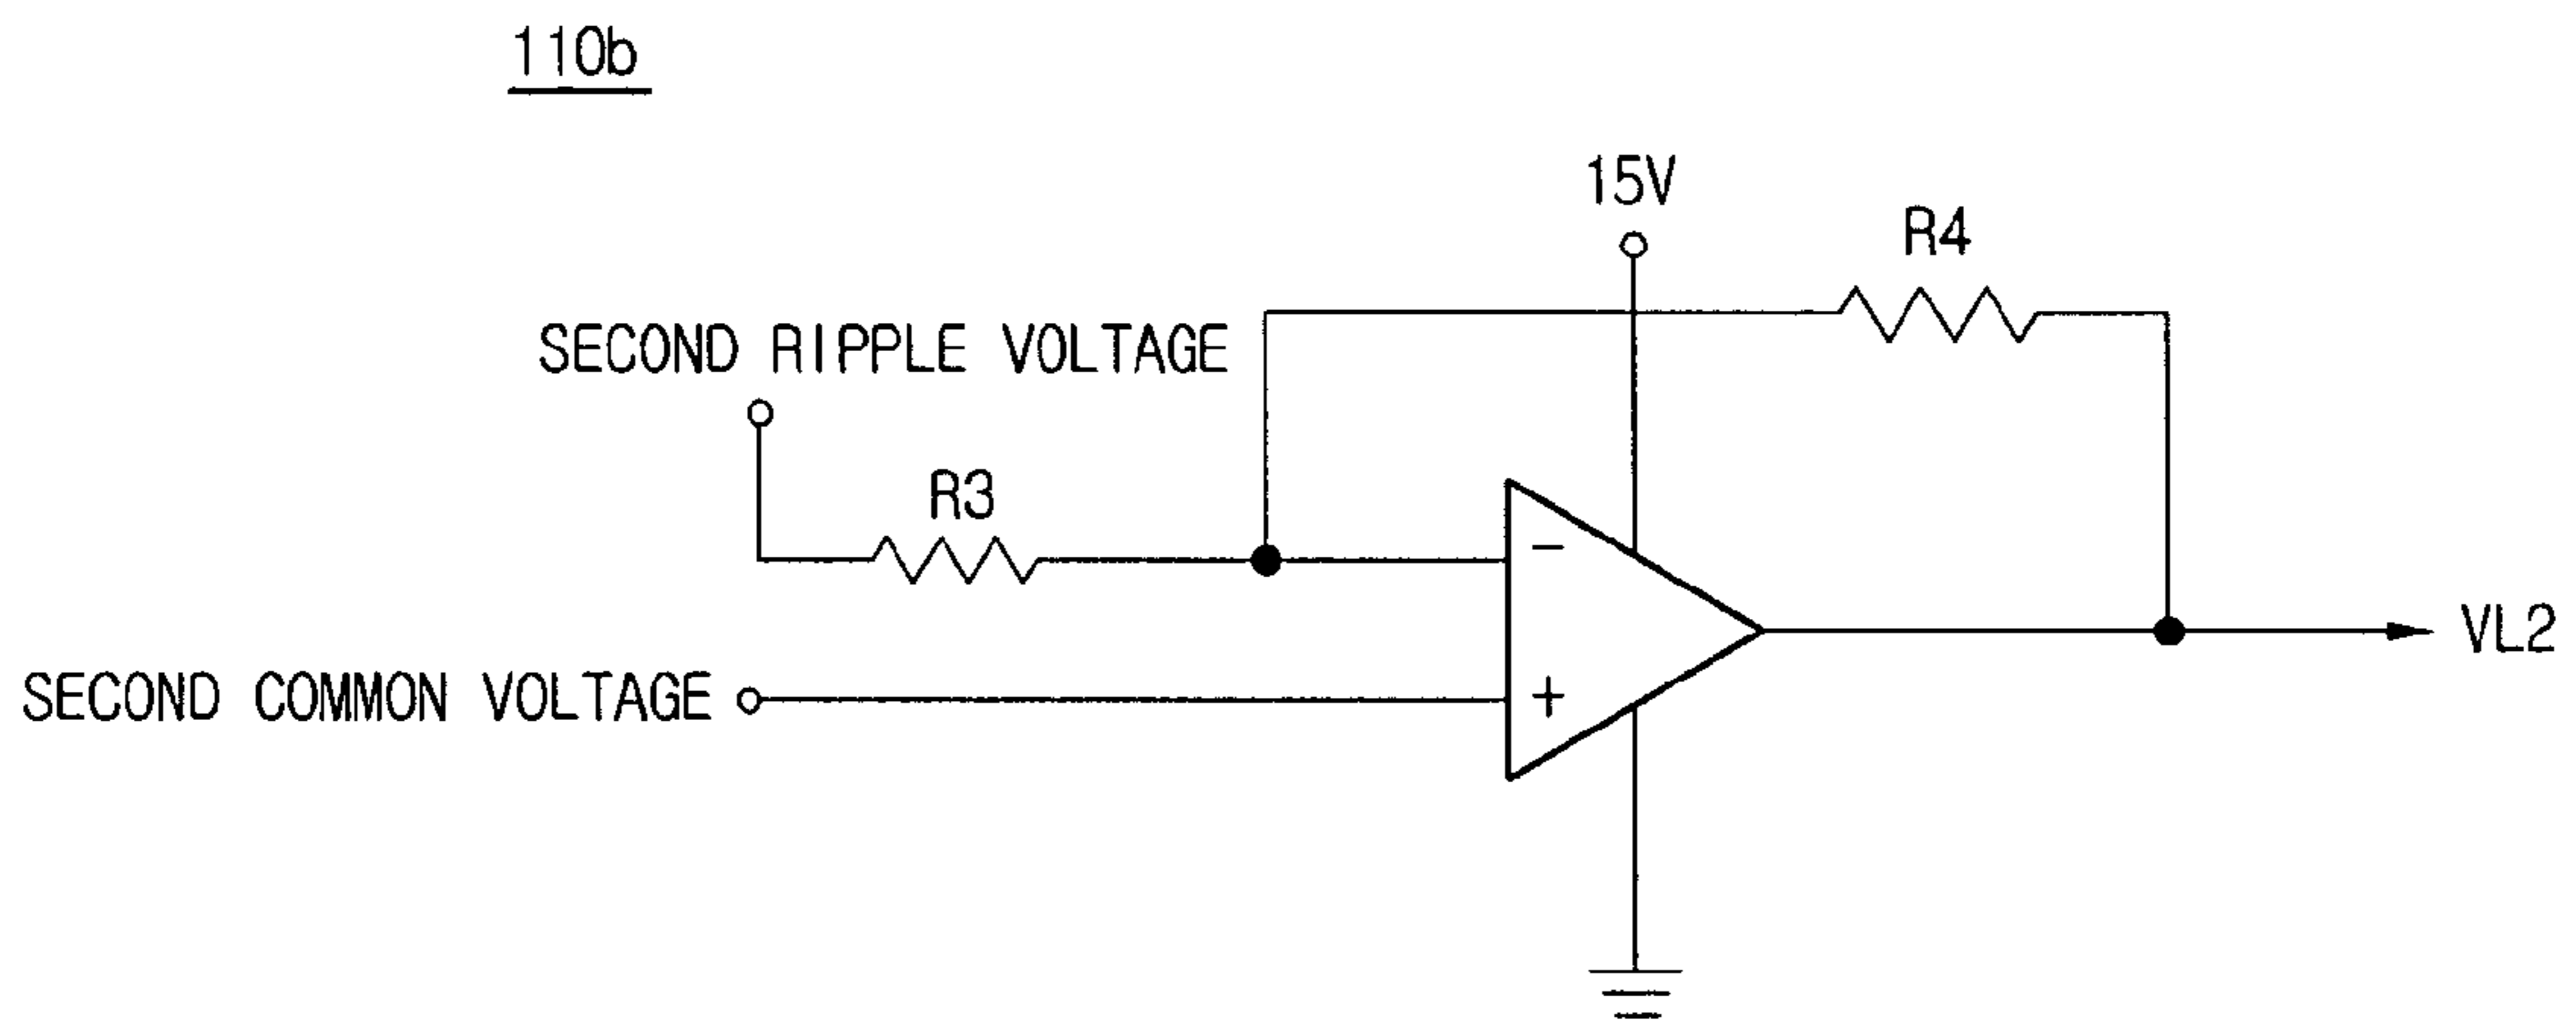 110b
15V
R4
SECOND RIPPLE VOLTAGE
R3
−
+
VL2
SECOND COMMON VOLTAGE